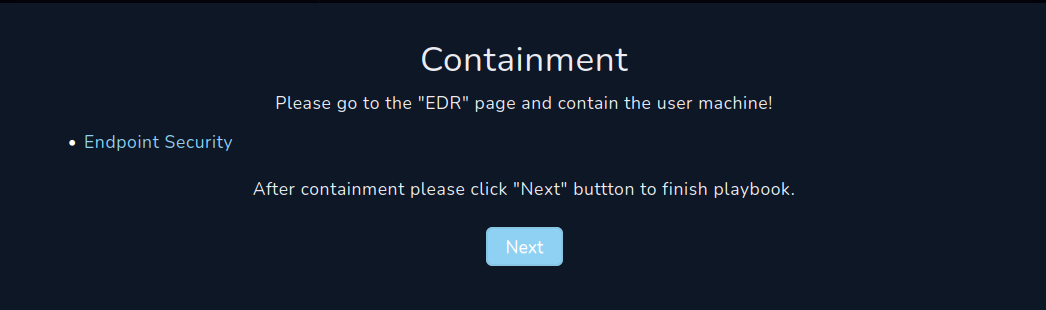 Containment
Please go to the "EDR" page and contain the user machine!
• Endpoint Security
After containment please click "Next" buttton to finish playbook.
Next